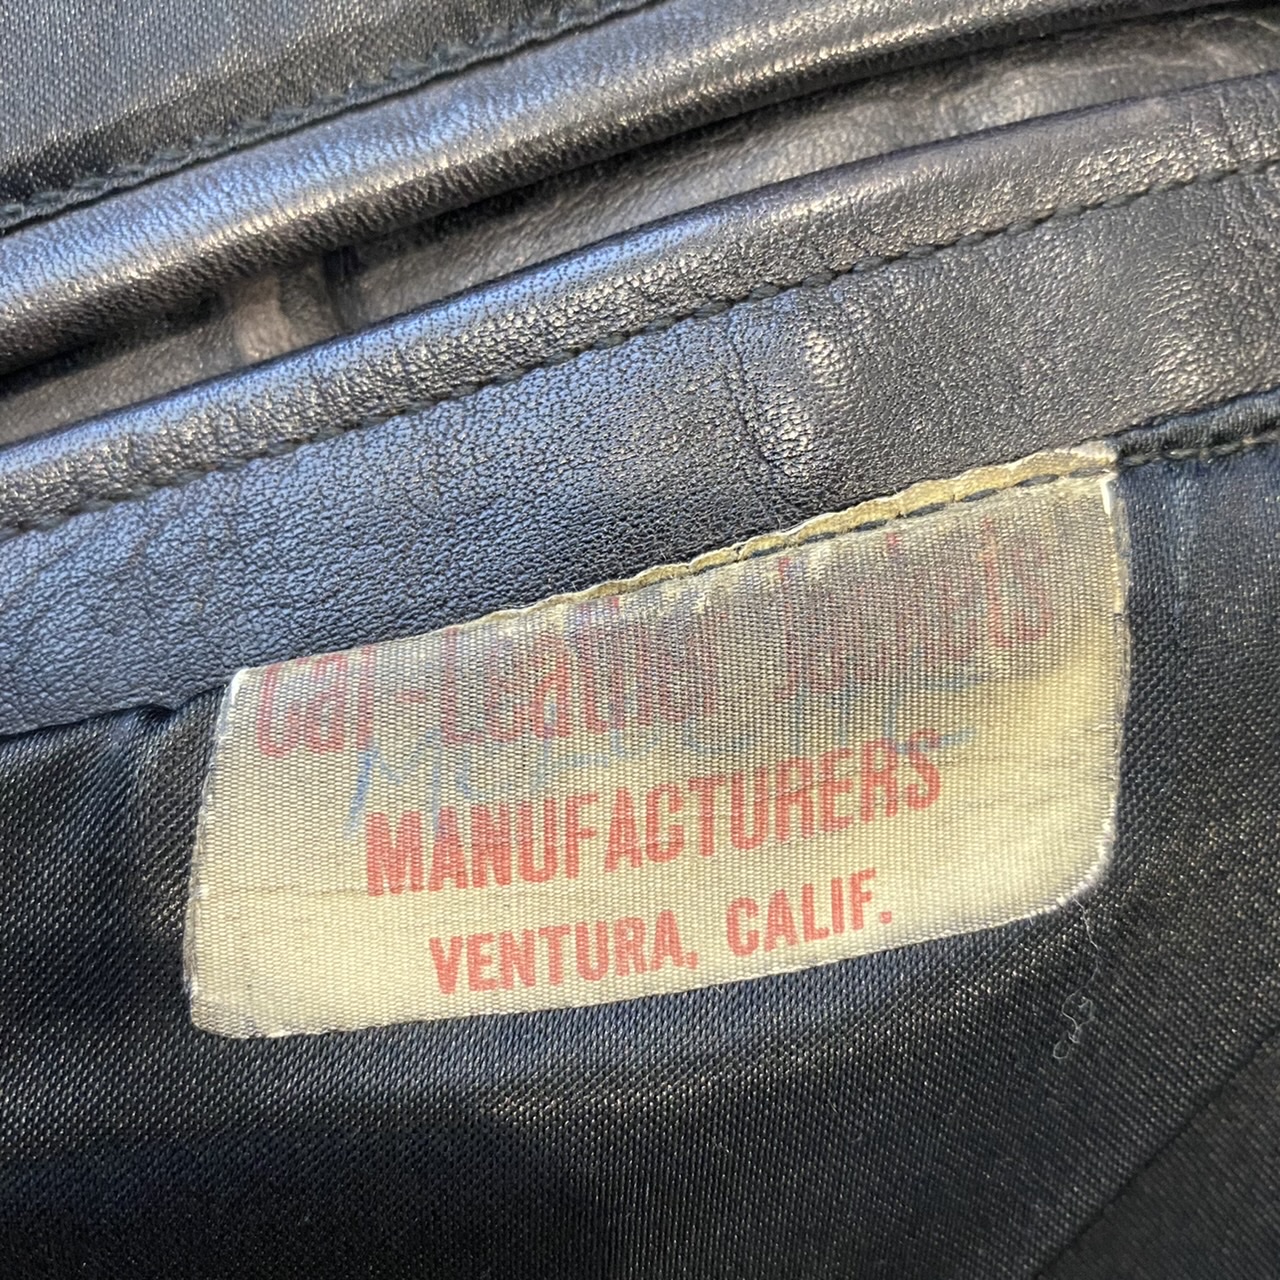 Cal-Leather Jackets
MANUFACTURERS
VENTURA, CALIF.